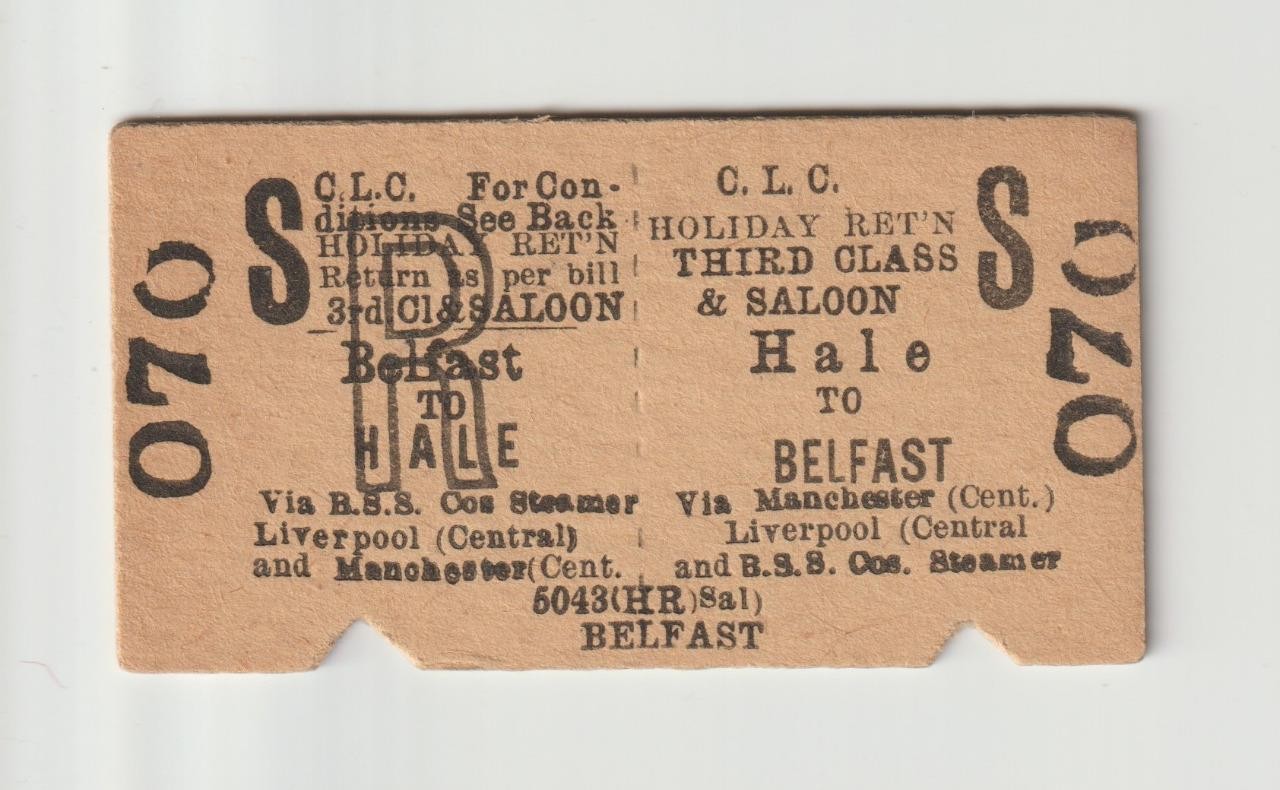 070
S
C.L.C. For Con-
ditions See Back
HOLIDAY RET'N
Return as per bill
3rd Cl & SALOON
R
Belfast
TO
HALE
Via B.S.S. Cos Steamer
Liverpool (Central)
and Manchester (Cent.
C. L. C.
HOLIDAY RET'N
THIRD CLASS
& SALOON
Hale
TO
BELFAST
Via Manchester (Cent.)
Liverpool (Central
and B.S.S. Cos. Steamer
S
070
5043(HR)Sal)
BELFAST